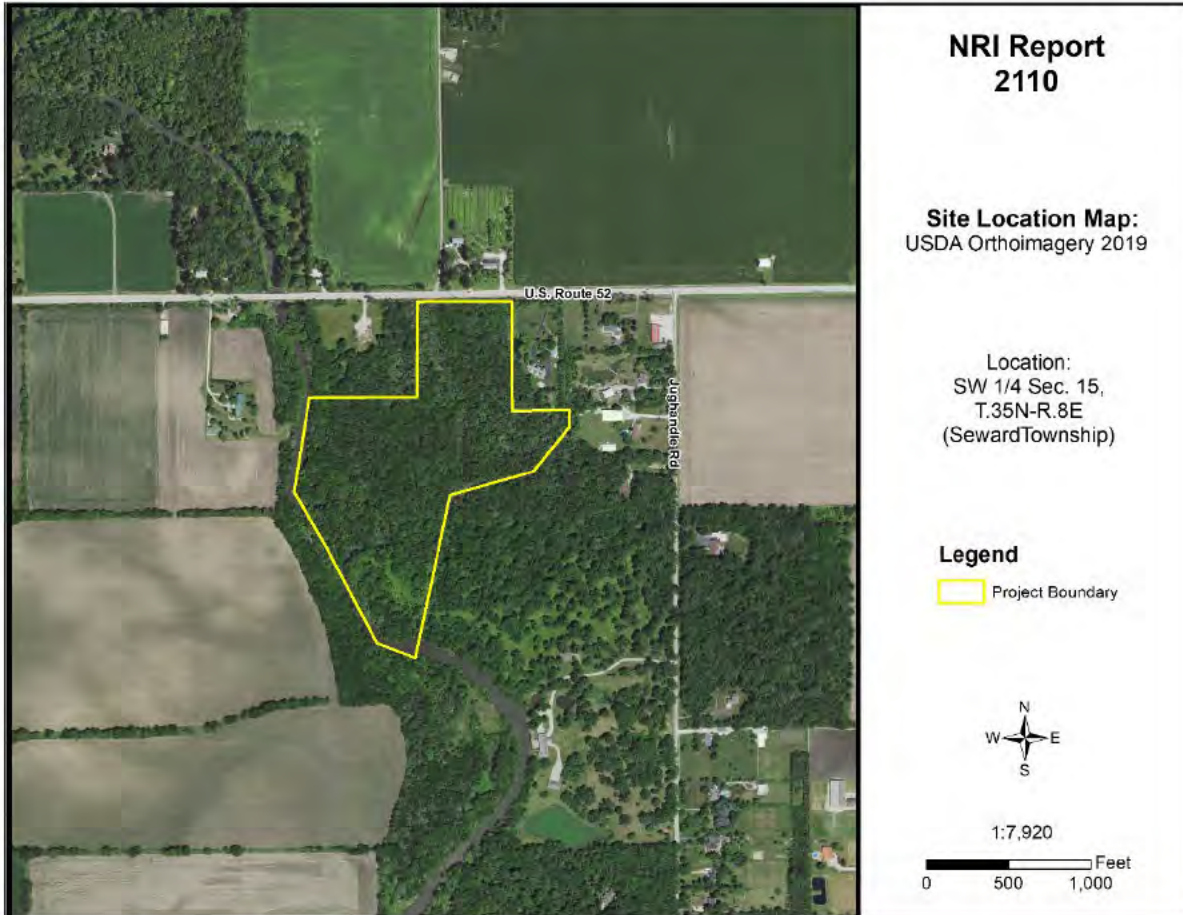 U.S. Route 52
Jughandle Rd
NRI Report
2110
Site Location Map:
USDA Orthoimagery 2019
Location:
SW 1/4 Sec. 15,
T.35N-R.8E
(SewardTownship)
Legend
Project Boundary
N
W E
S
1:7,920
Feet
0 500 1,000